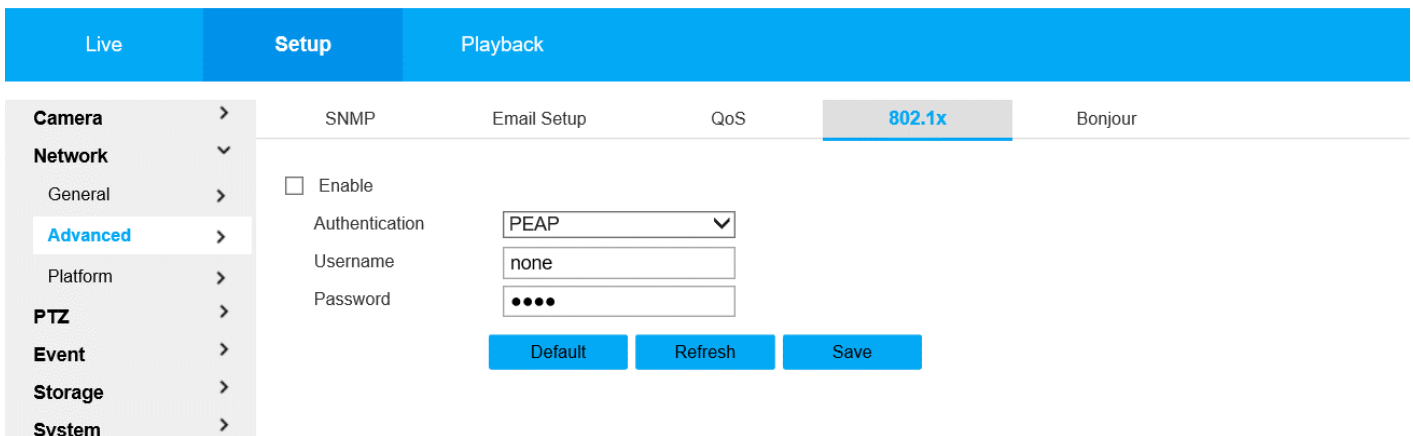 Live Setup Playback
Camera
Network
General
Advanced
Platform
PTZ
Event
Storage
System
SNMP Email Setup QoS 802.1x Bonjour
Enable
Authentication PEAP
Username none
Password ••••
Default Refresh Save